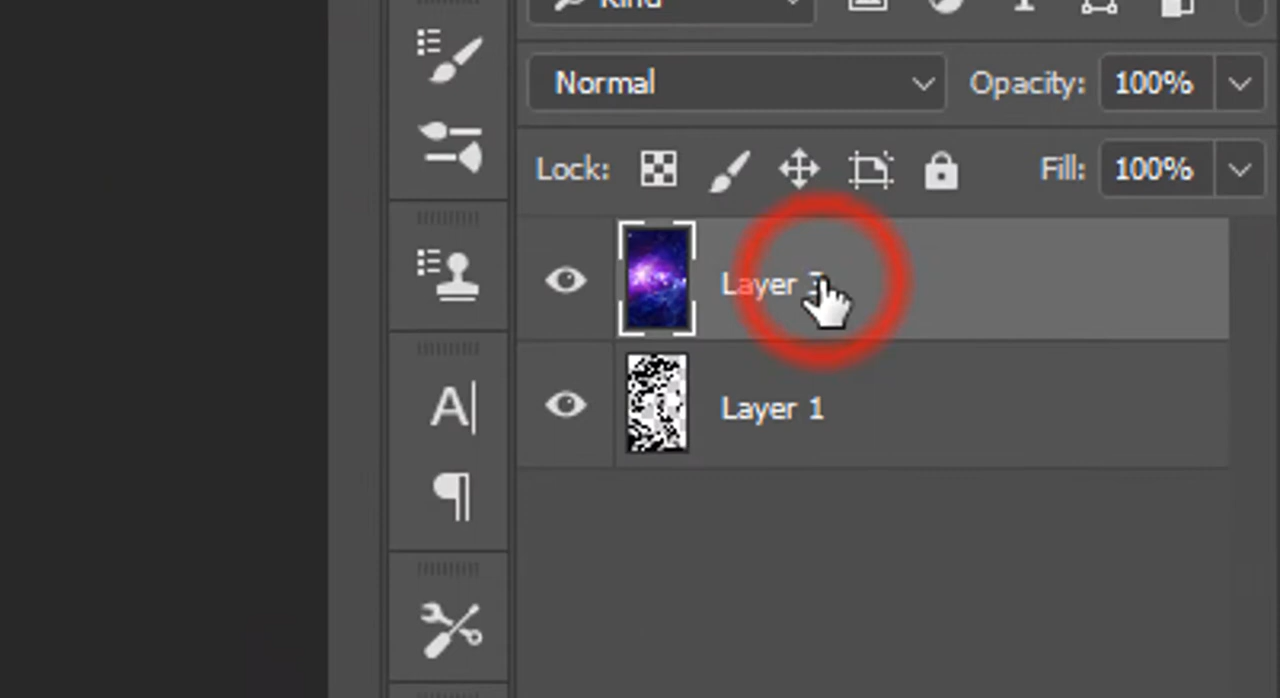 Kind
Normal
Opacity: 100%
Lock:
Fill: 100%
Layer
Layer 1